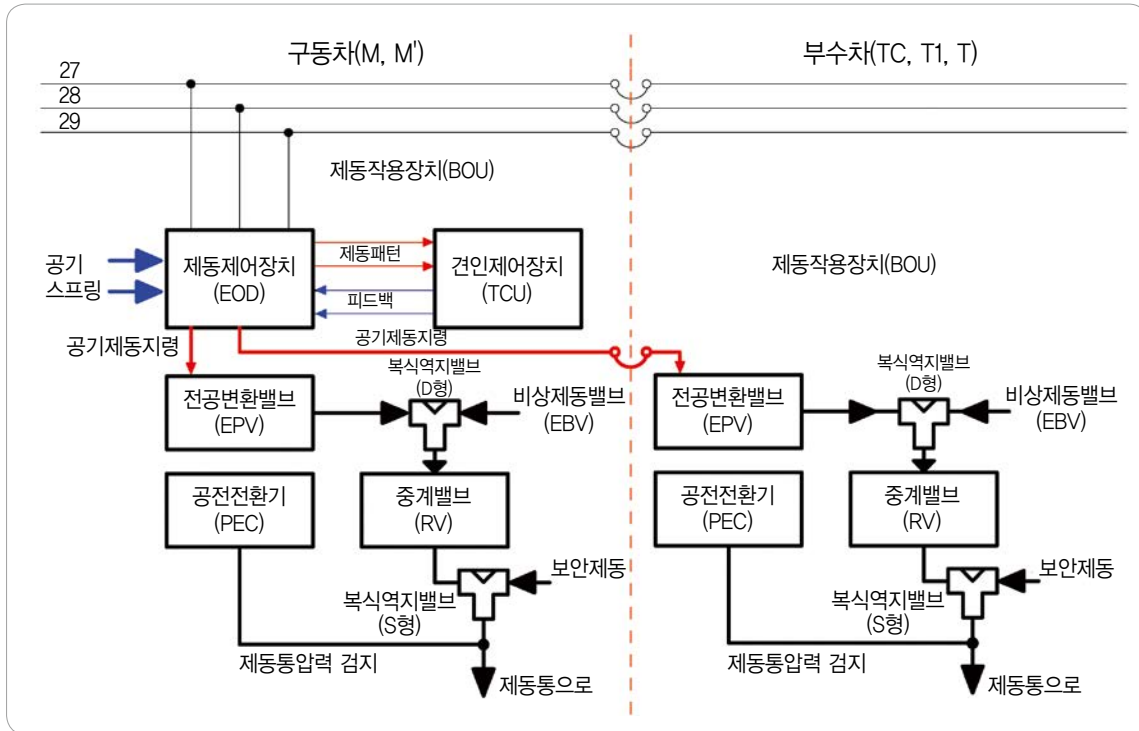 구동차(M, M')
부수차(TC, T1, T)
27
28
29
제동작용장치(BOU)
공기
스프링
제동제어장치
(EOD)
제동패턴
피드백
견인제어장치
(TCU)
제동작용장치(BOU)
공기제동지령
공기제동지령
전공변환밸브
(EPV)
복식역지밸브
(D형)
비상제동밸브
(EBV)
전공변환밸브
(EPV)
복식역지밸브
(D형)
비상제동밸브
(EBV)
공전전환기
(PEC)
중계밸브
(RV)
공전전환기
(PEC)
중계밸브
(RV)
보안제동
복식역지밸브
(S형)
제동통압력 검지
제동통으로
보안제동
복식역지밸브
(S형)
제동통압력 검지
제동통으로